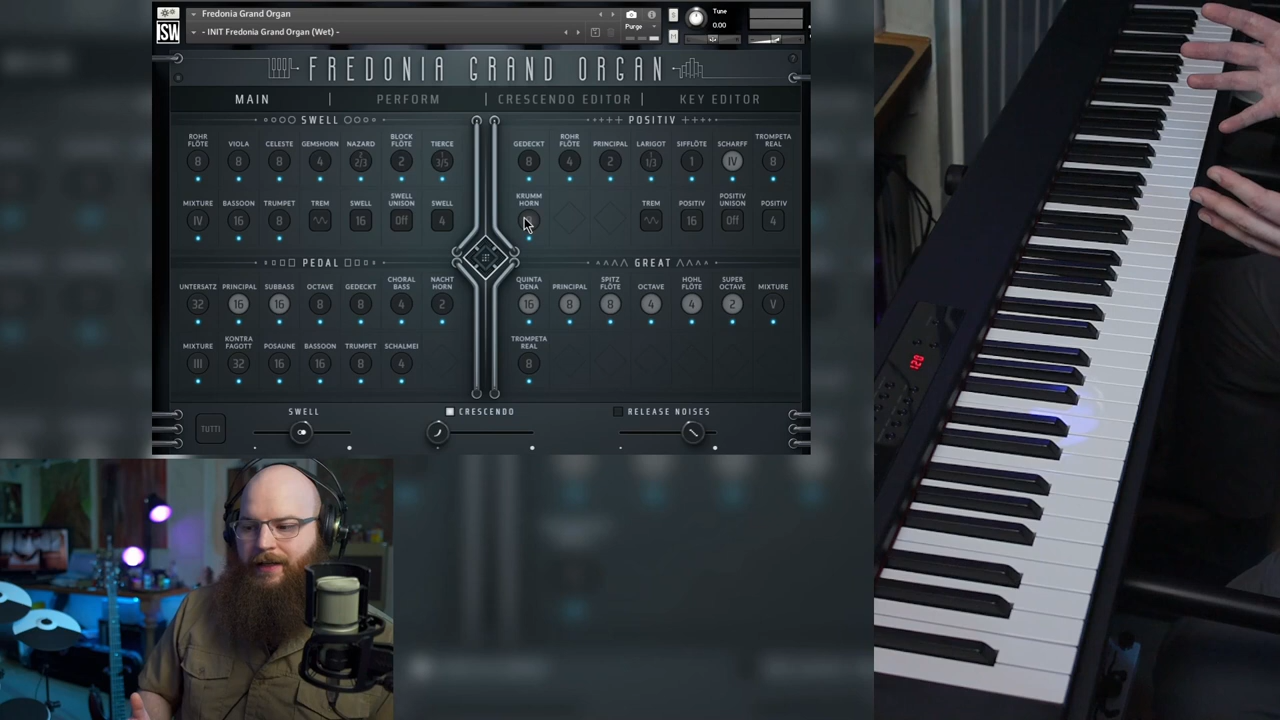 Fredonia Grand Organ
Purge
S
M
Tune
0.00
ISW
- INIT Fredonia Grand Organ (Wet) -
FREDONIA GRAND ORGAN
MAIN
PERFORM
CRESCENDO EDITOR
KEY EDITOR
SWELL
ROHR FLÖTE 8
VIOLA 8
CELESTE 8
GEMSHORN 4
NAZARD 2/3
BLOCK FLÖTE 2
TIERCE 3/5
MIXTURE IV
BASSOON 16
TRUMPET 8
TREM
SWELL 16
SWELL UNISON Off
SWELL 4
POSITIV
GEDECKT 8
ROHR FLÖTE 4
PRINCIPAL 2
LARIGOT 1/3
SIFFLÖTE 1
SCHARFF IV
TROMPETA REAL 8
KRUMM HORN
TREM
POSITIV 16
POSITIV UNISON Off
POSITIV 4
PEDAL
UNTERSATZ 32
PRINCIPAL 16
SUBBASS 16
OCTAVE 8
GEDECKT 8
CHORAL BASS 4
NACHT HORN 2
MIXTURE III
KONTRA FAGOTT 32
POSAUNE 16
BASSOON 16
TRUMPET 8
SCHALMEI 4
GREAT
QUINTA DENA 16
PRINCIPAL 8
SPITZ FLÖTE 8
OCTAVE 4
HOHL FLÖTE 4
SUPER OCTAVE 2
MIXTURE V
TROMPETA REAL 8
TUTTI
SWELL
CRESCENDO
RELEASE NOISES
120